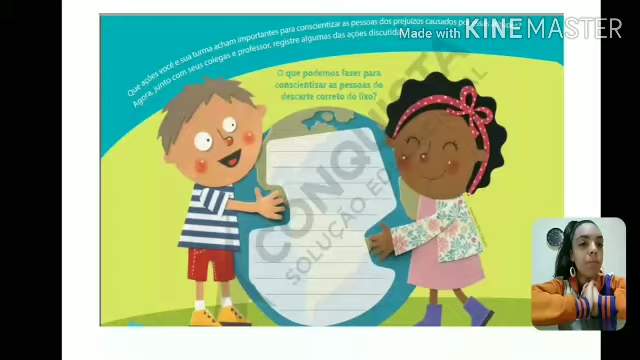 Que ações você e sua turma acham importantes para conscientizar as pessoas dos prejuízos causados por
Agora, junto com seus colegas e professor, registre algumas das ações
Made with KINEMASTER
O que podemos fazer para
conscientizar as pessoas do
descarte correto do lixo?
CONQUISTA
SOLUÇÃO